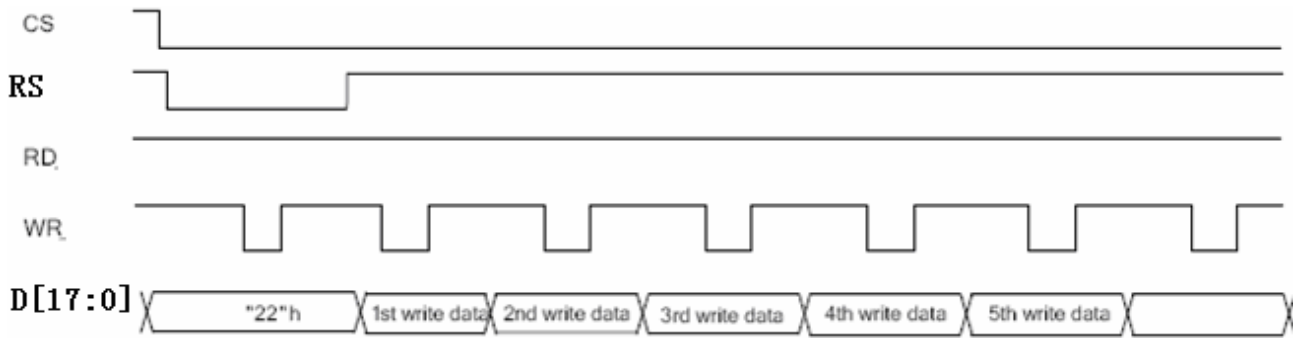 CS
RS
RD
WR
D[17:0] "22"h 1st write data 2nd write data 3rd write data 4th write data 5th write data